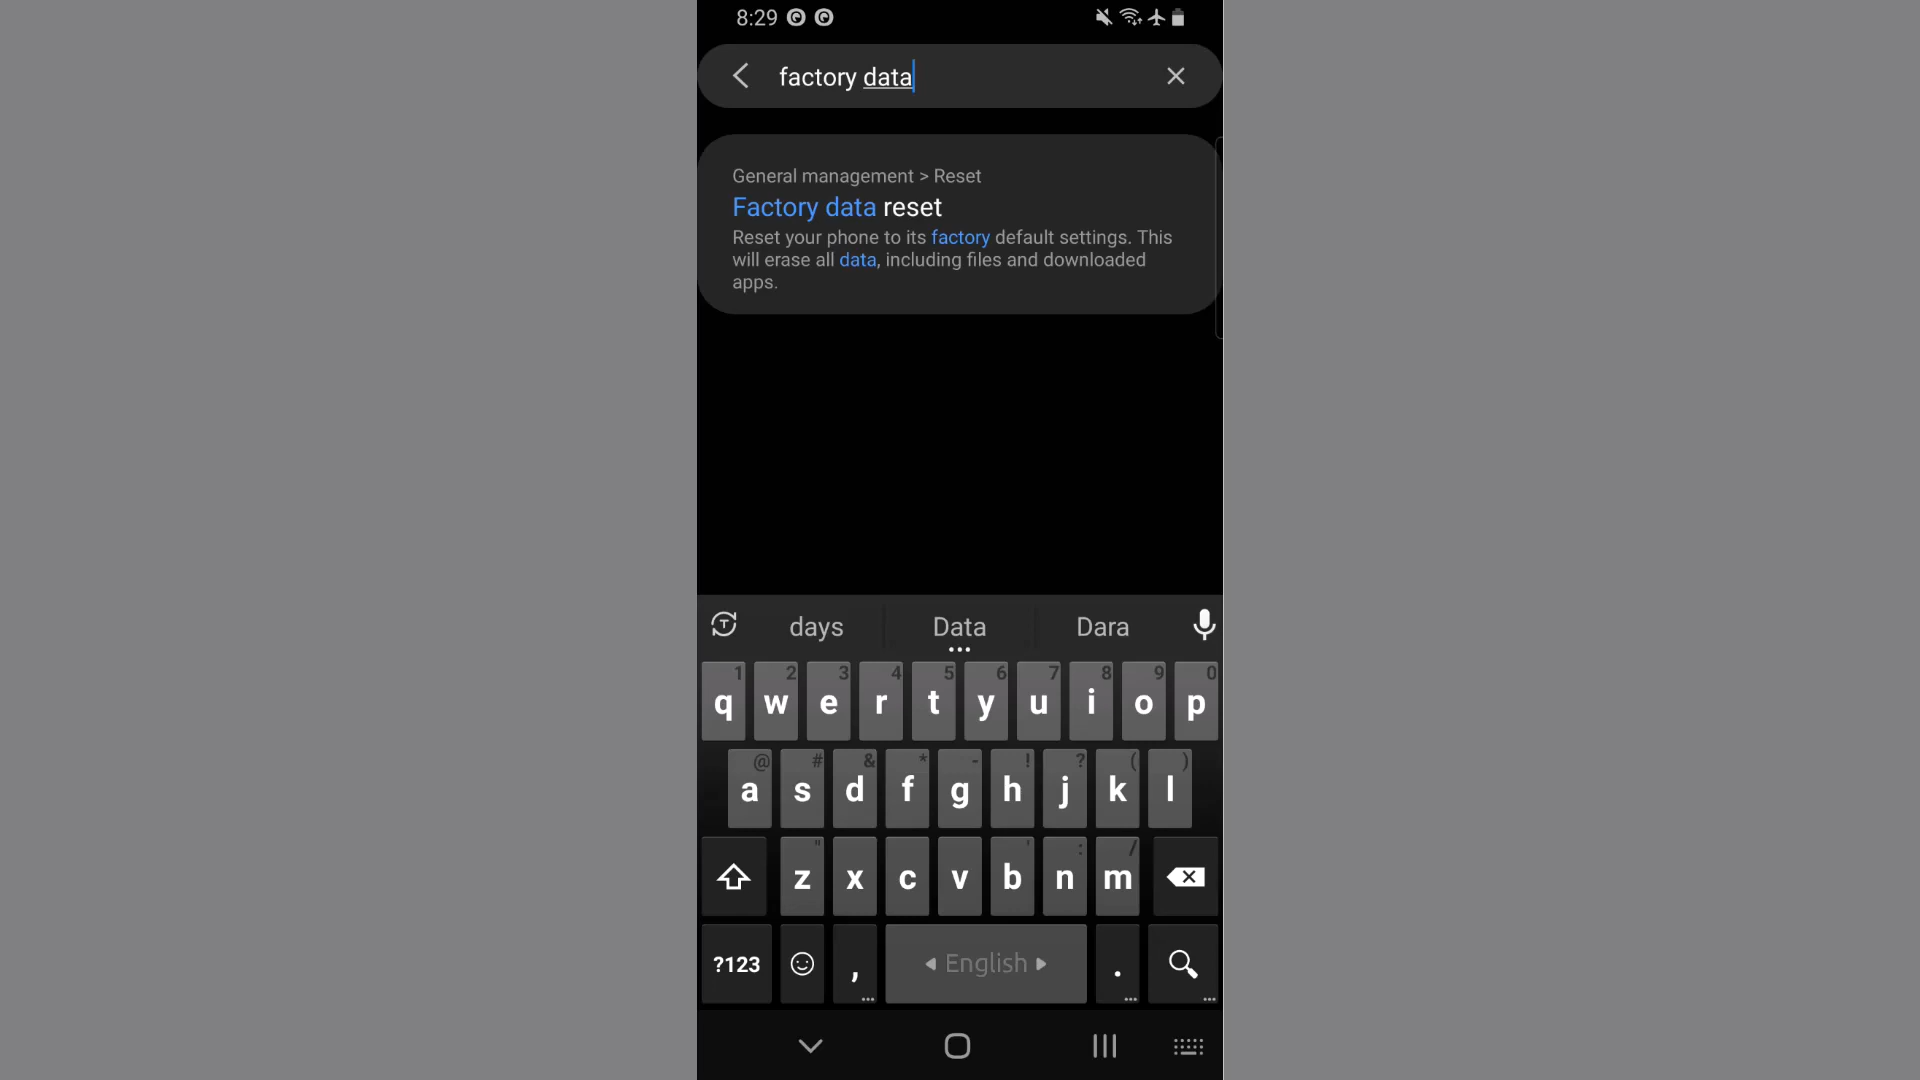 8:29
factory data
General management > Reset
Factory data reset
Reset your phone to its factory default settings. This
will erase all data, including files and downloaded
apps.
T days Data Dara
1 2 3 4 5 6 7 8 9 0
q w e r t y u i o p
@ # & * - ! ? ( )
a s d f g h j k l
" ' : /
z x c v b n m
?123 , English .